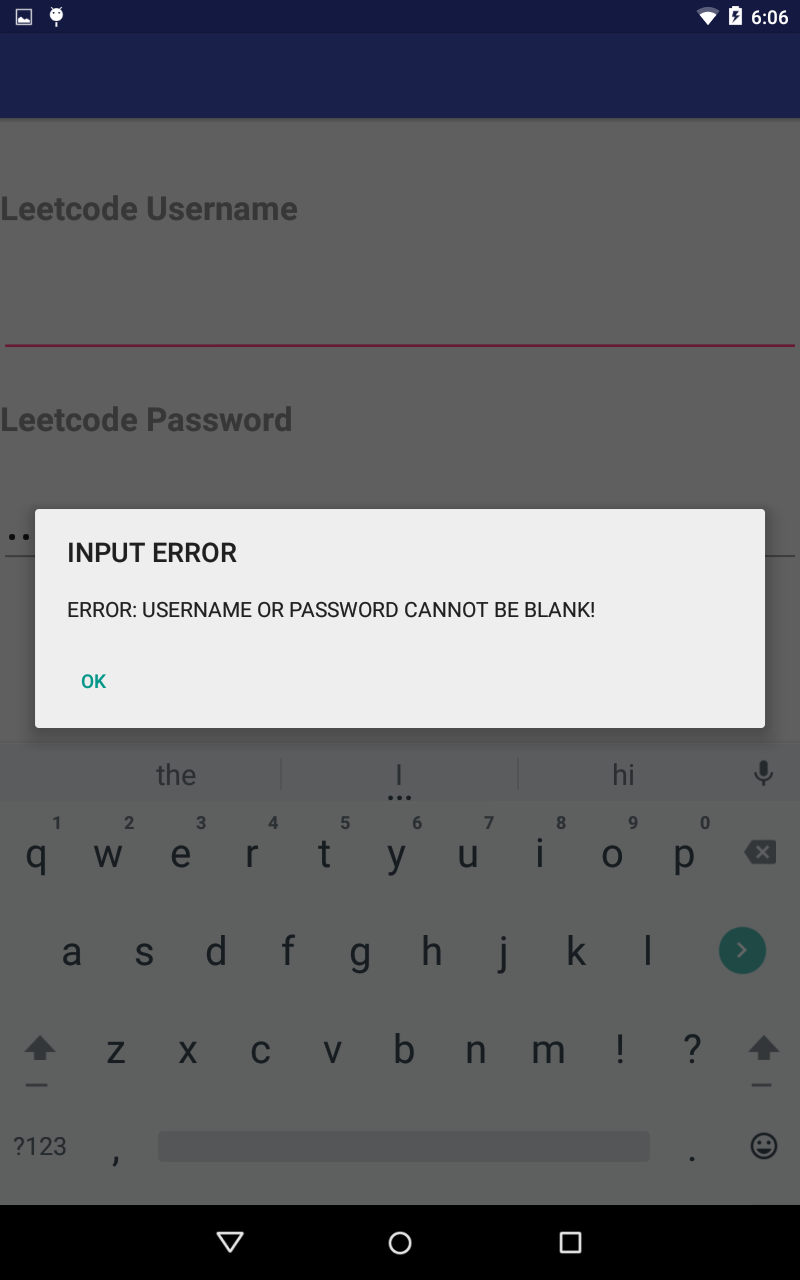 6:06
Leetcode Username
Leetcode Password
••
INPUT ERROR
ERROR: USERNAME OR PASSWORD CANNOT BE BLANK!
OK
the I hi
1 2 3 4 5 6 7 8 9 0
q w e r t y u i o p
a s d f g h j k l
z x c v b n m ! ?
?123 , .